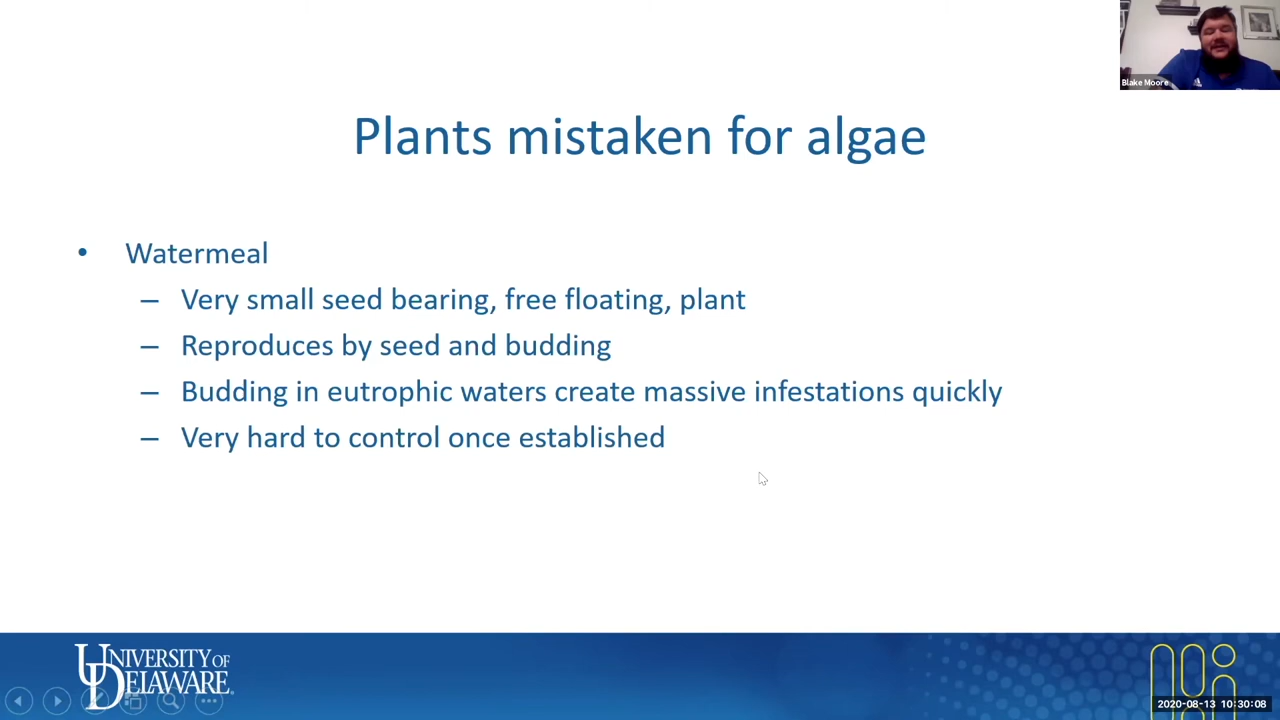 Blake Moore
Plants mistaken for algae
• Watermeal
– Very small seed bearing, free floating, plant
– Reproduces by seed and budding
– Budding in eutrophic waters create massive infestations quickly
– Very hard to control once established
UNIVERSITY OF
DELAWARE
2020-08-13 10:30:08